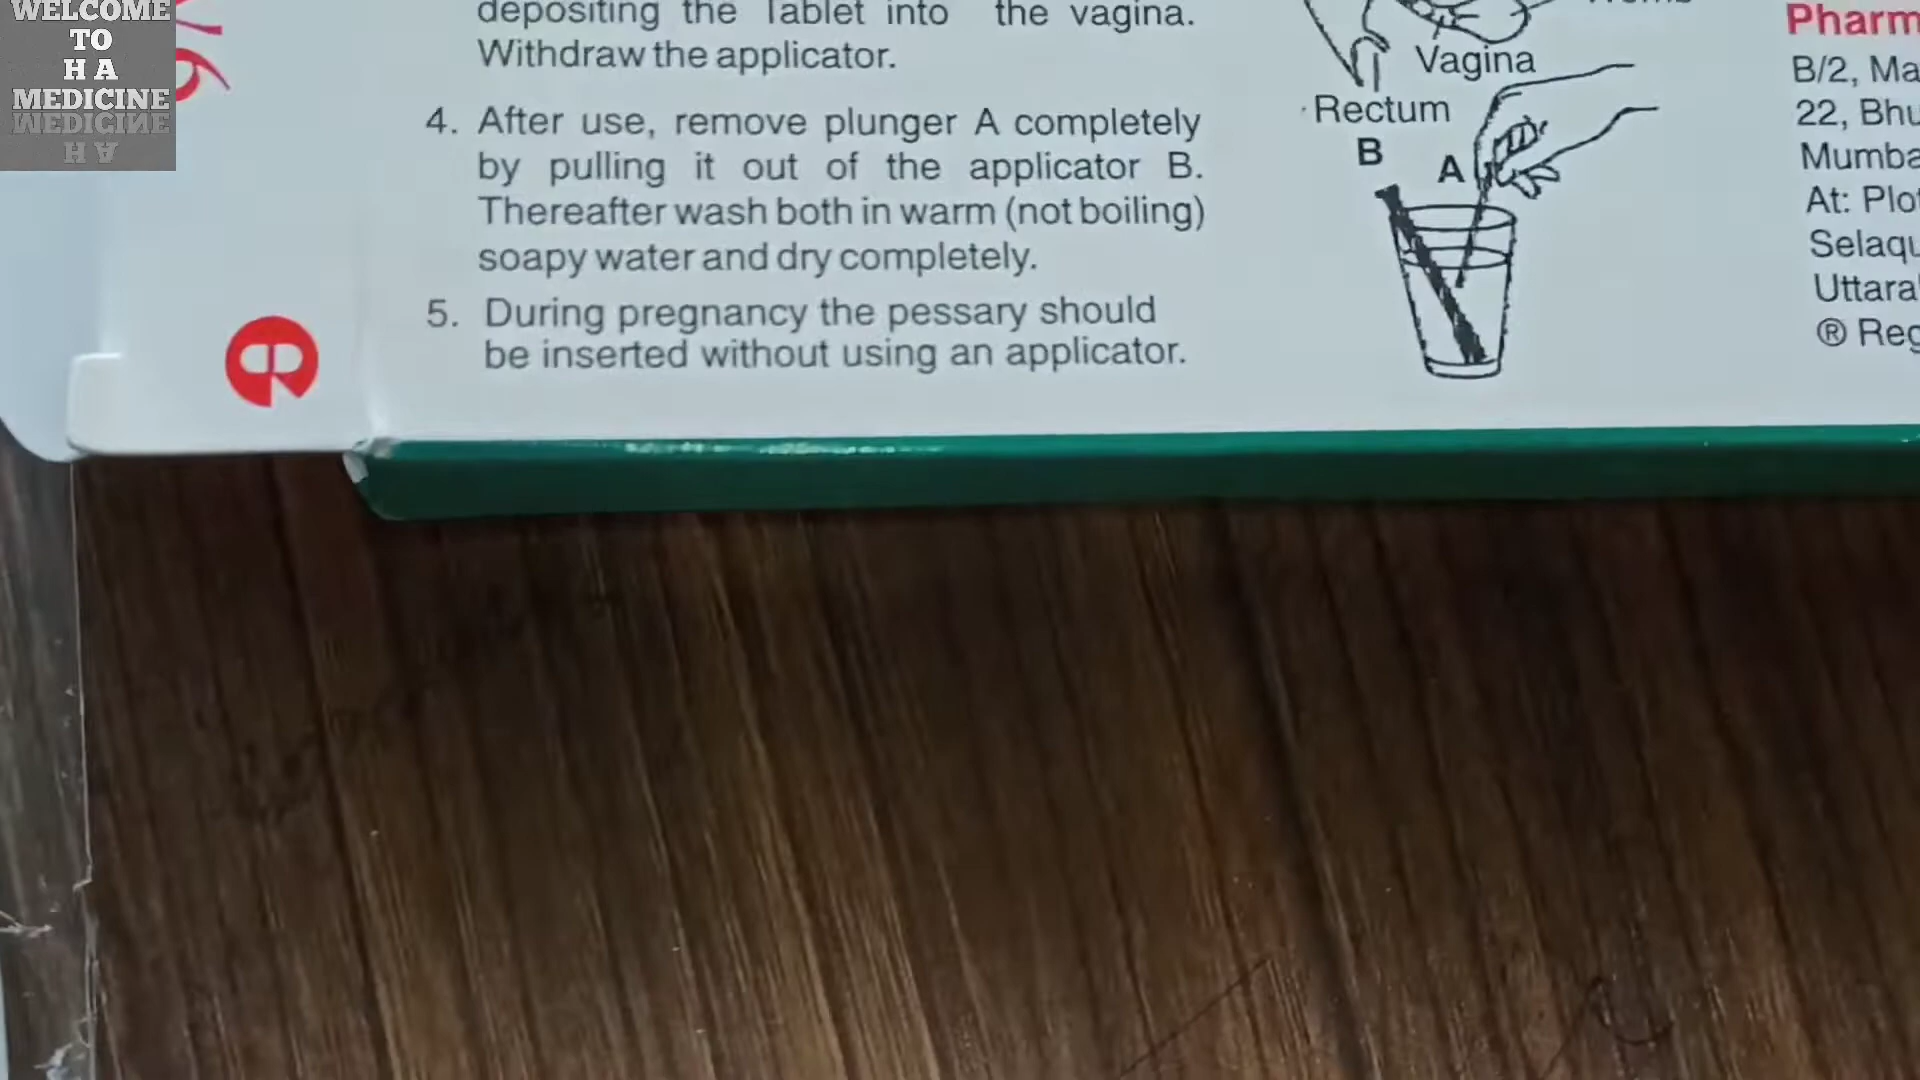 WELCOME
TO
H A
MEDICINE
depositing the Tablet into the vagina.
Withdraw the applicator.
4. After use, remove plunger A completely
by pulling it out of the applicator B.
Thereafter wash both in warm (not boiling)
soapy water and dry completely.
5. During pregnancy the pessary should
be inserted without using an applicator.
Vagina
Rectum
B
A
Pharm
B/2, Ma
22, Bhu
Mumba
At: Plot
Selaqu
Uttara
® Reg